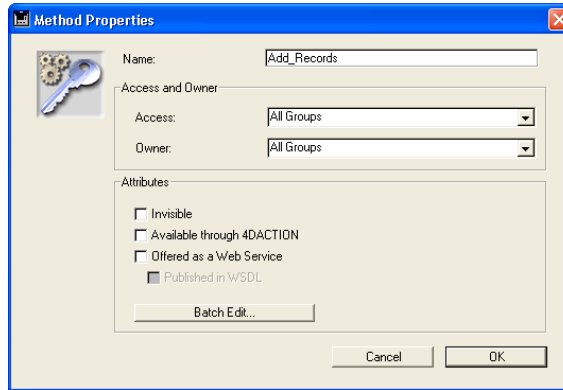 Method Properties
Name: Add_Records
Access and Owner
Access: All Groups
Owner: All Groups
Attributes
Invisible
Available through 4DACTION
Offered as a Web Service
Published in WSDL
Batch Edit...
Cancel OK